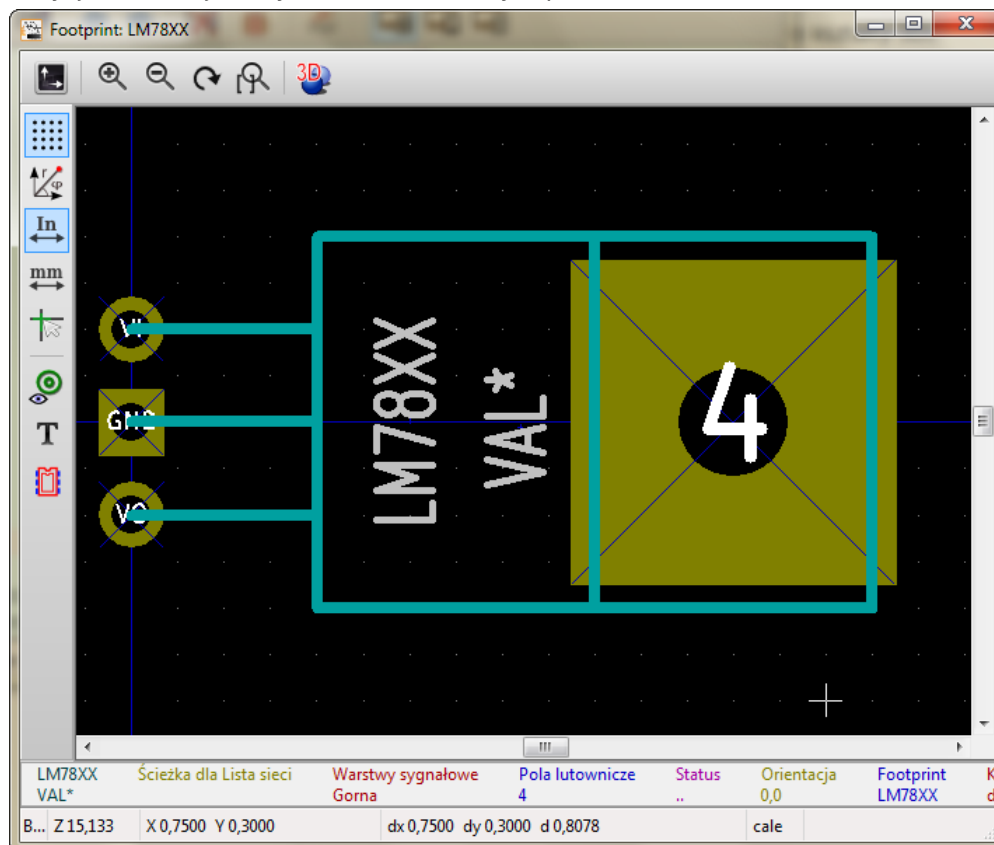 Footprint: LM78XX
3D
r
φ
In
mm
T
VI
GND
VO
LM78XX
VAL*
4
LM78XX Ścieżka dla Lista sieci Warstwy sygnałowe Pola lutownicze Status Orientacja Footprint K
VAL* Gorna 4 .. 0,0 LM78XX d
B... Z 15,133 X 0,7500 Y 0,3000 dx 0,7500 dy 0,3000 d 0,8078 cale